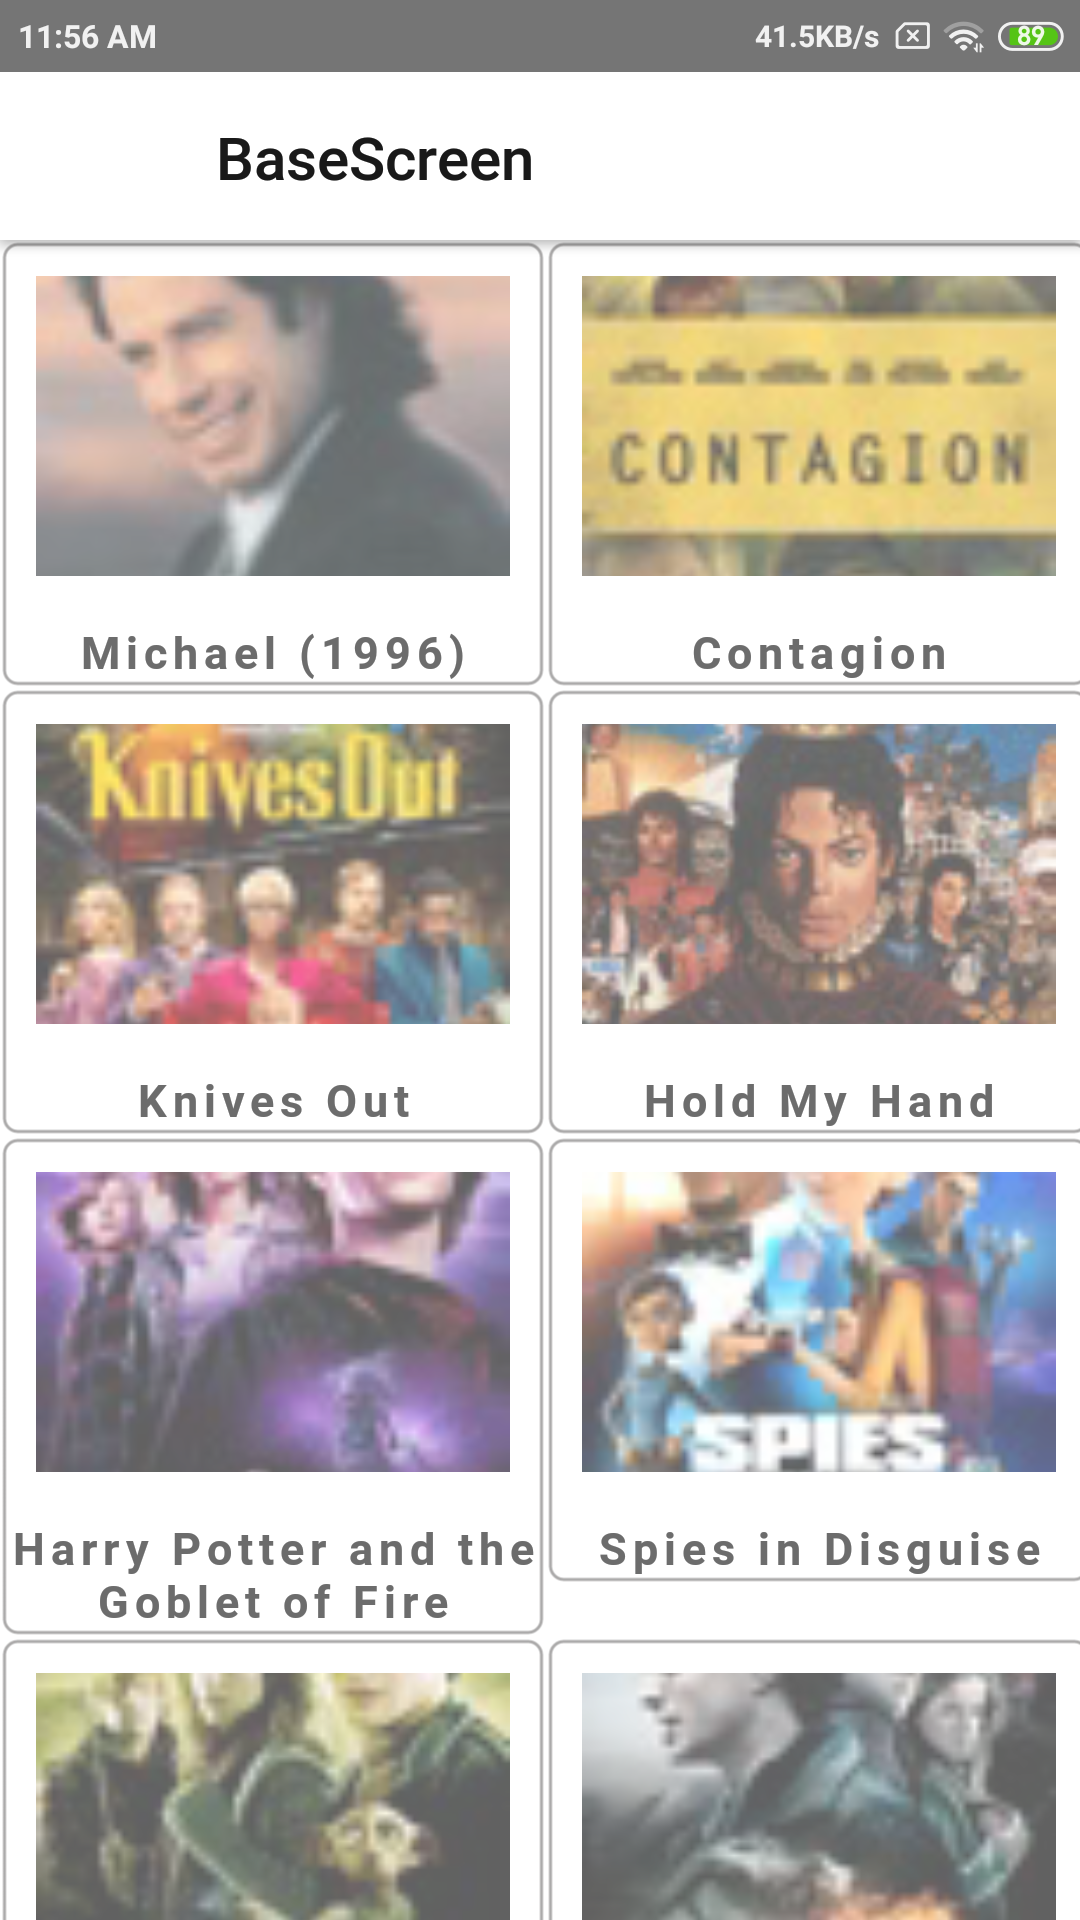 11:56 AM 41.5KB/s 89
BaseScreen
CONTAGION
Michael (1996)
Contagion
Knives Out
Knives Out
Hold My Hand
SPIES
Harry Potter and the
Goblet of Fire
Spies in Disguise